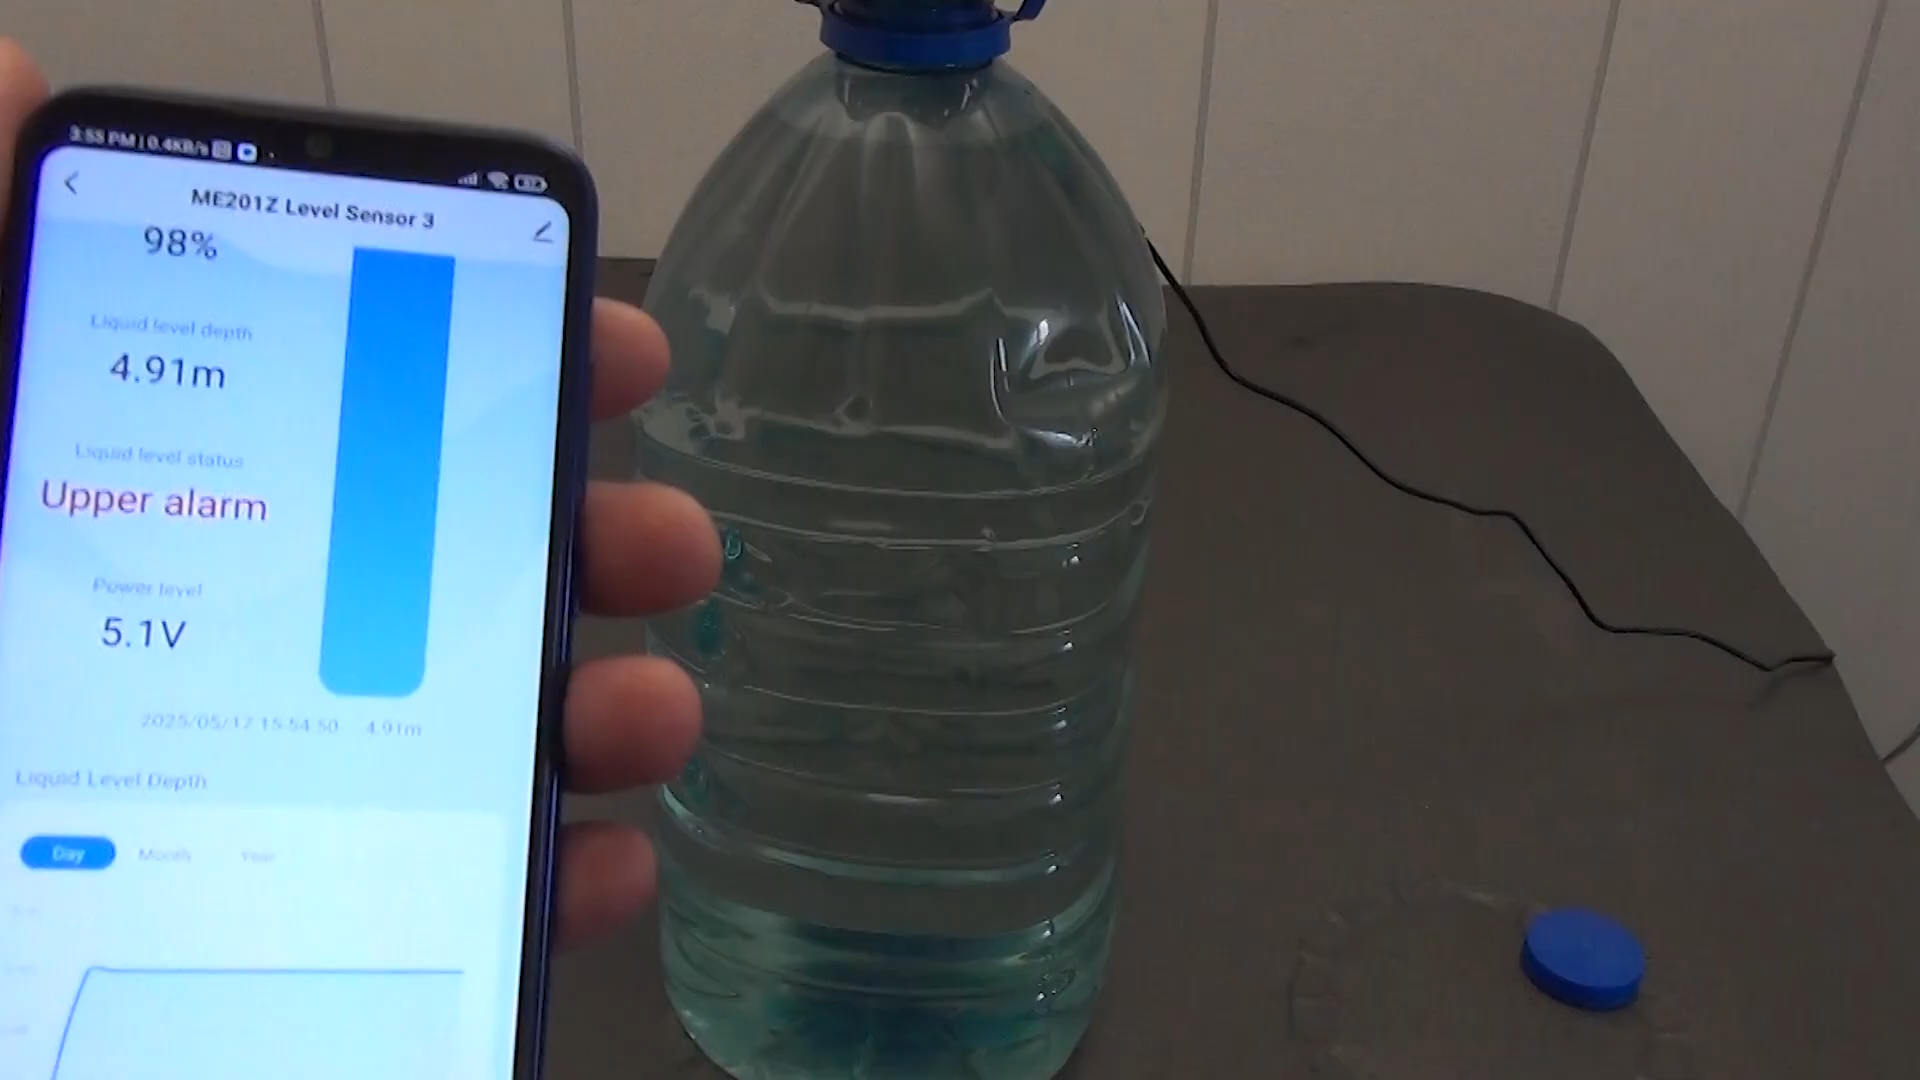 3:55 PM | 0.4KB/s
ME201Z Level Sensor 3
98%
Liquid level depth
4.91m
Liquid level status
Upper alarm
Power level
5.1V
2025/05/17 15:54:50 4.91m
Liquid Level Depth
Day Month Year